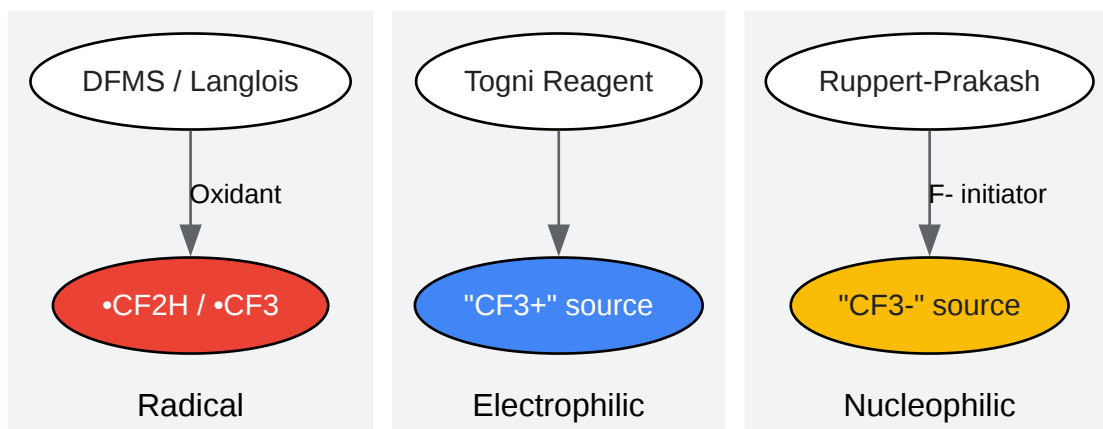 DFMS / Langlois
Togni Reagent
Ruppert-Prakash
Oxidant
F- initiator
•CF2H / •CF3
"CF3+" source
"CF3-" source
Radical
Electrophilic
Nucleophilic